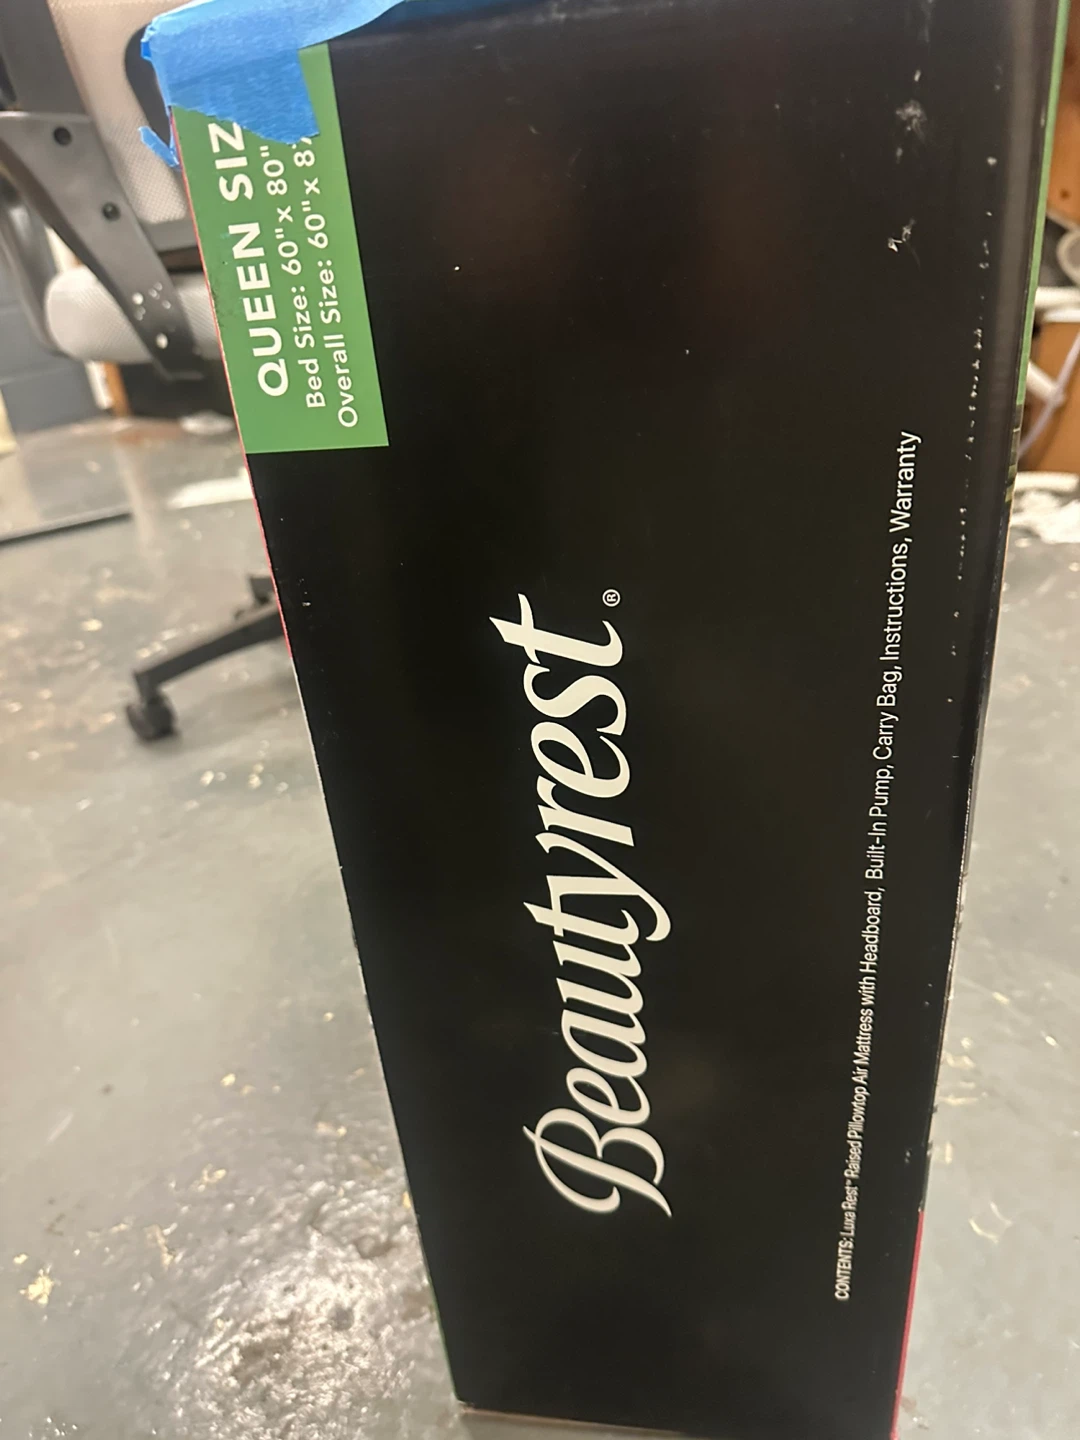 QUEEN SIZ
Bed Size: 60"x 80"
Overall Size: 60"x 8
Beautyrest®
CONTENTS: Luxa Rest™ Raised Pillowtop Air Mattress with Headboard, Built-In Pump, Carry Bag, Instructions, Warranty